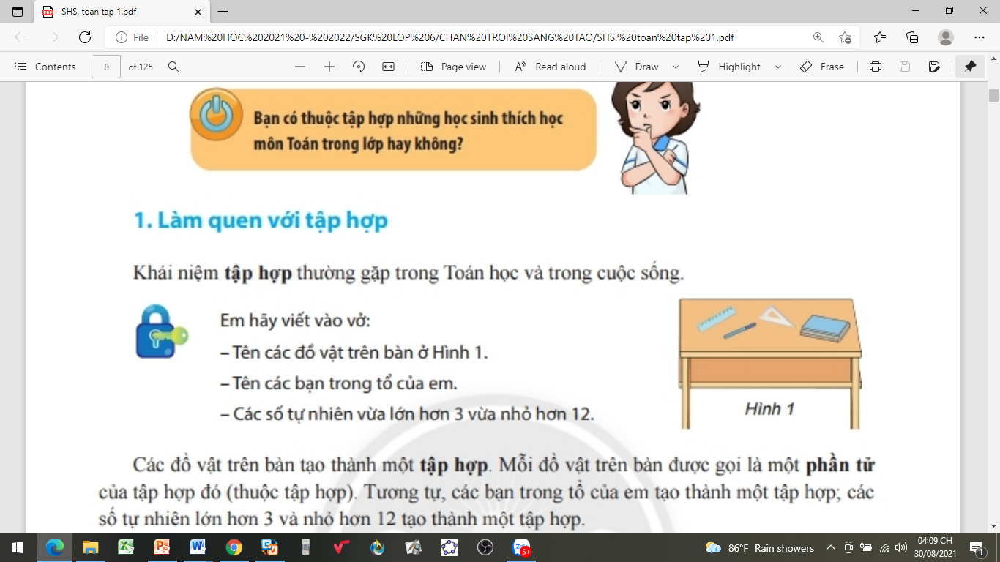 SHS. toan tap 1.pdf
File D:/NAM%20HOC%202021%20-%202022/SGK%20LOP%206/CHAN%20TROI%20SANG%20TAO/SHS.%20toan%20tap%201.pdf
Contents 8 of 125 Page view Read aloud Draw Highlight Erase
Bạn có thuộc tập hợp những học sinh thích học
môn Toán trong lớp hay không?
1. Làm quen với tập hợp
Khái niệm tập hợp thường gặp trong Toán học và trong cuộc sống.
Em hãy viết vào vở:
– Tên các đồ vật trên bàn ở Hình 1.
– Tên các bạn trong tổ của em.
– Các số tự nhiên vừa lớn hơn 3 vừa nhỏ hơn 12.
Hình 1
Các đồ vật trên bàn tạo thành một tập hợp. Mỗi đồ vật trên bàn được gọi là một phần tử
của tập hợp đó (thuộc tập hợp). Tương tự, các bạn trong tổ của em tạo thành một tập hợp; các
số tự nhiên lớn hơn 3 và nhỏ hơn 12 tạo thành một tập hợp.
86°F Rain showers 04:09 CH
30/08/2021